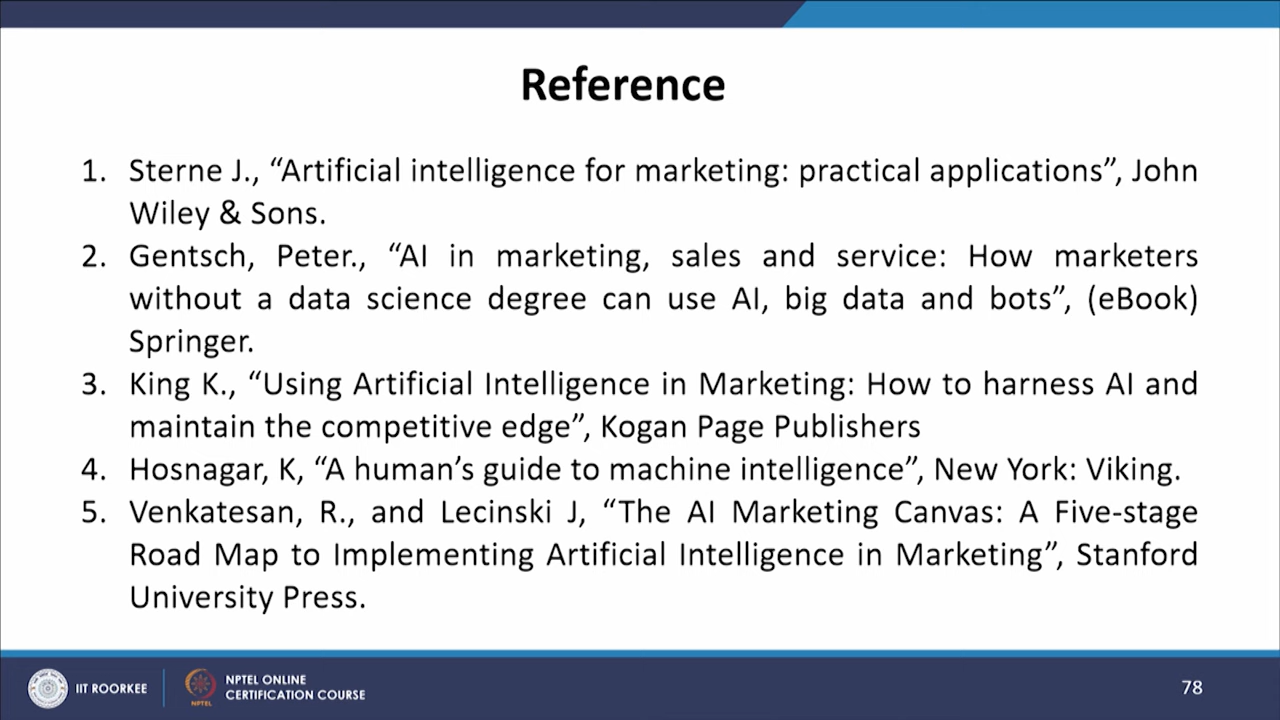 Reference
1. Sterne J., “Artificial intelligence for marketing: practical applications”, John
Wiley & Sons.
2. Gentsch, Peter., “AI in marketing, sales and service: How marketers
without a data science degree can use AI, big data and bots”, (eBook)
Springer.
3. King K., “Using Artificial Intelligence in Marketing: How to harness AI and
maintain the competitive edge”, Kogan Page Publishers
4. Hosnagar, K, “A human’s guide to machine intelligence”, New York: Viking.
5. Venkatesan, R., and Lecinski J, “The AI Marketing Canvas: A Five-stage
Road Map to Implementing Artificial Intelligence in Marketing”, Stanford
University Press.
IIT ROORKEE
NPTEL
NPTEL ONLINE
CERTIFICATION COURSE
78